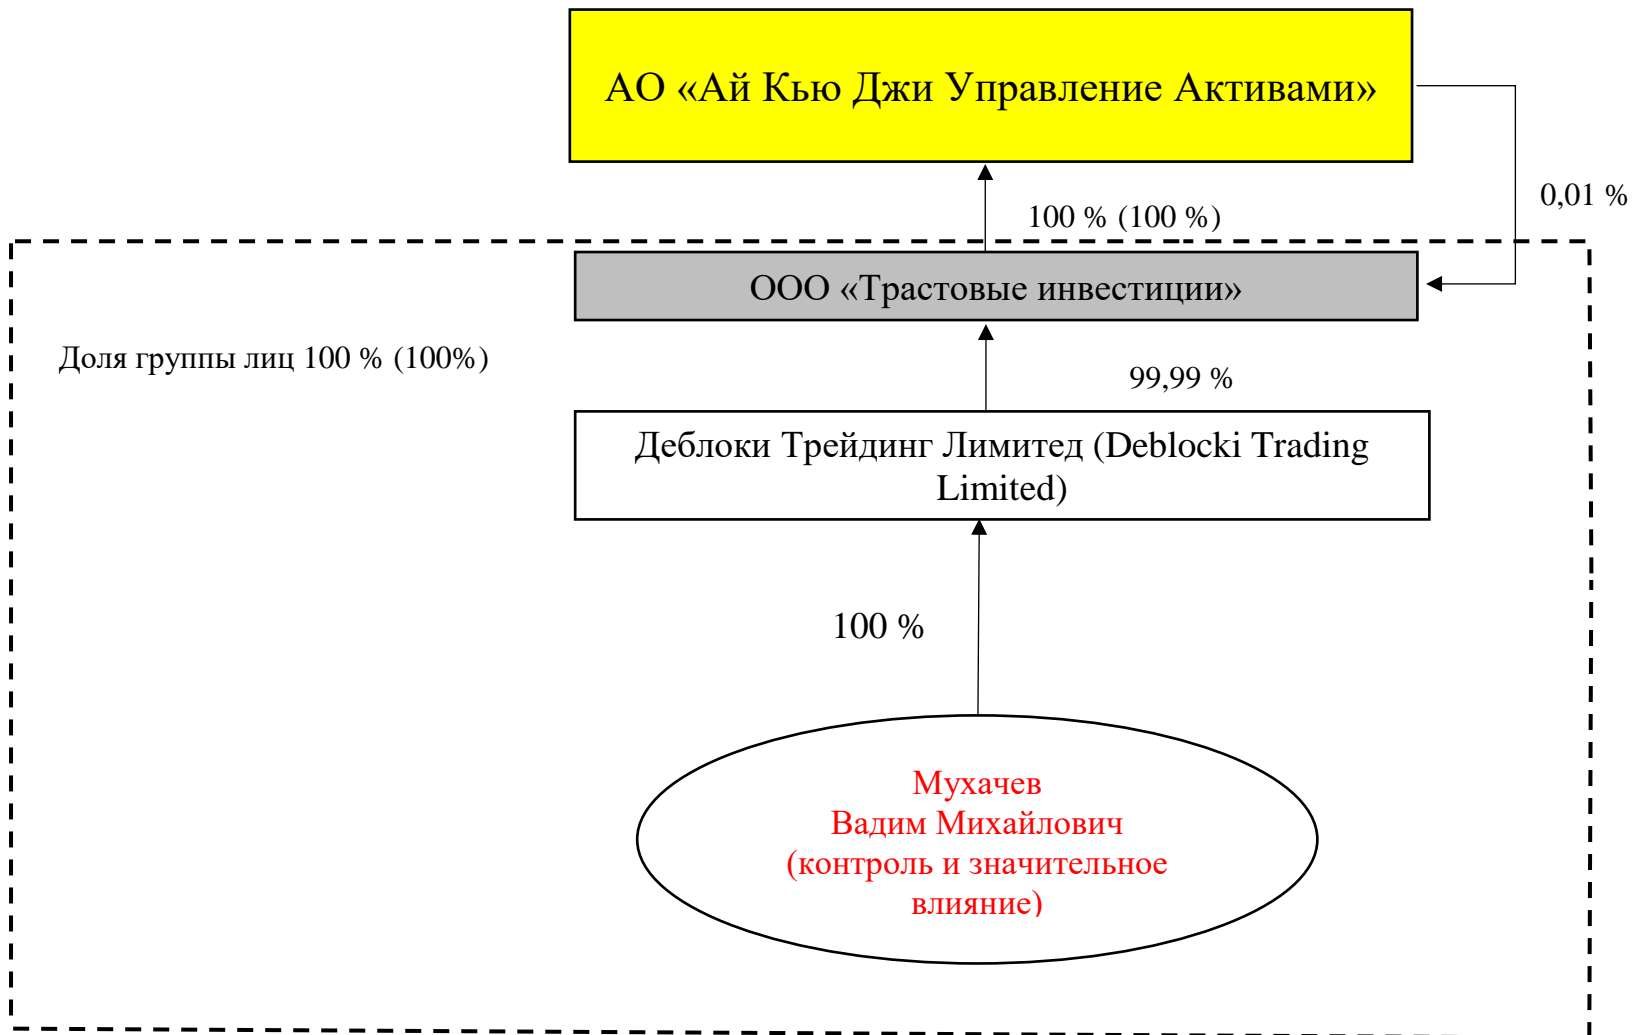 АО «Ай Кью Джи Управление Активами»
0,01 %
100 % (100 %)
ООО «Трастовые инвестиции»
Доля группы лиц 100 % (100%)
99,99 %
Деблоки Трейдинг Лимитед (Deblocki Trading
Limited)
100 %
Мухачев
Вадим Михайлович
(контроль и значительное
влияние)